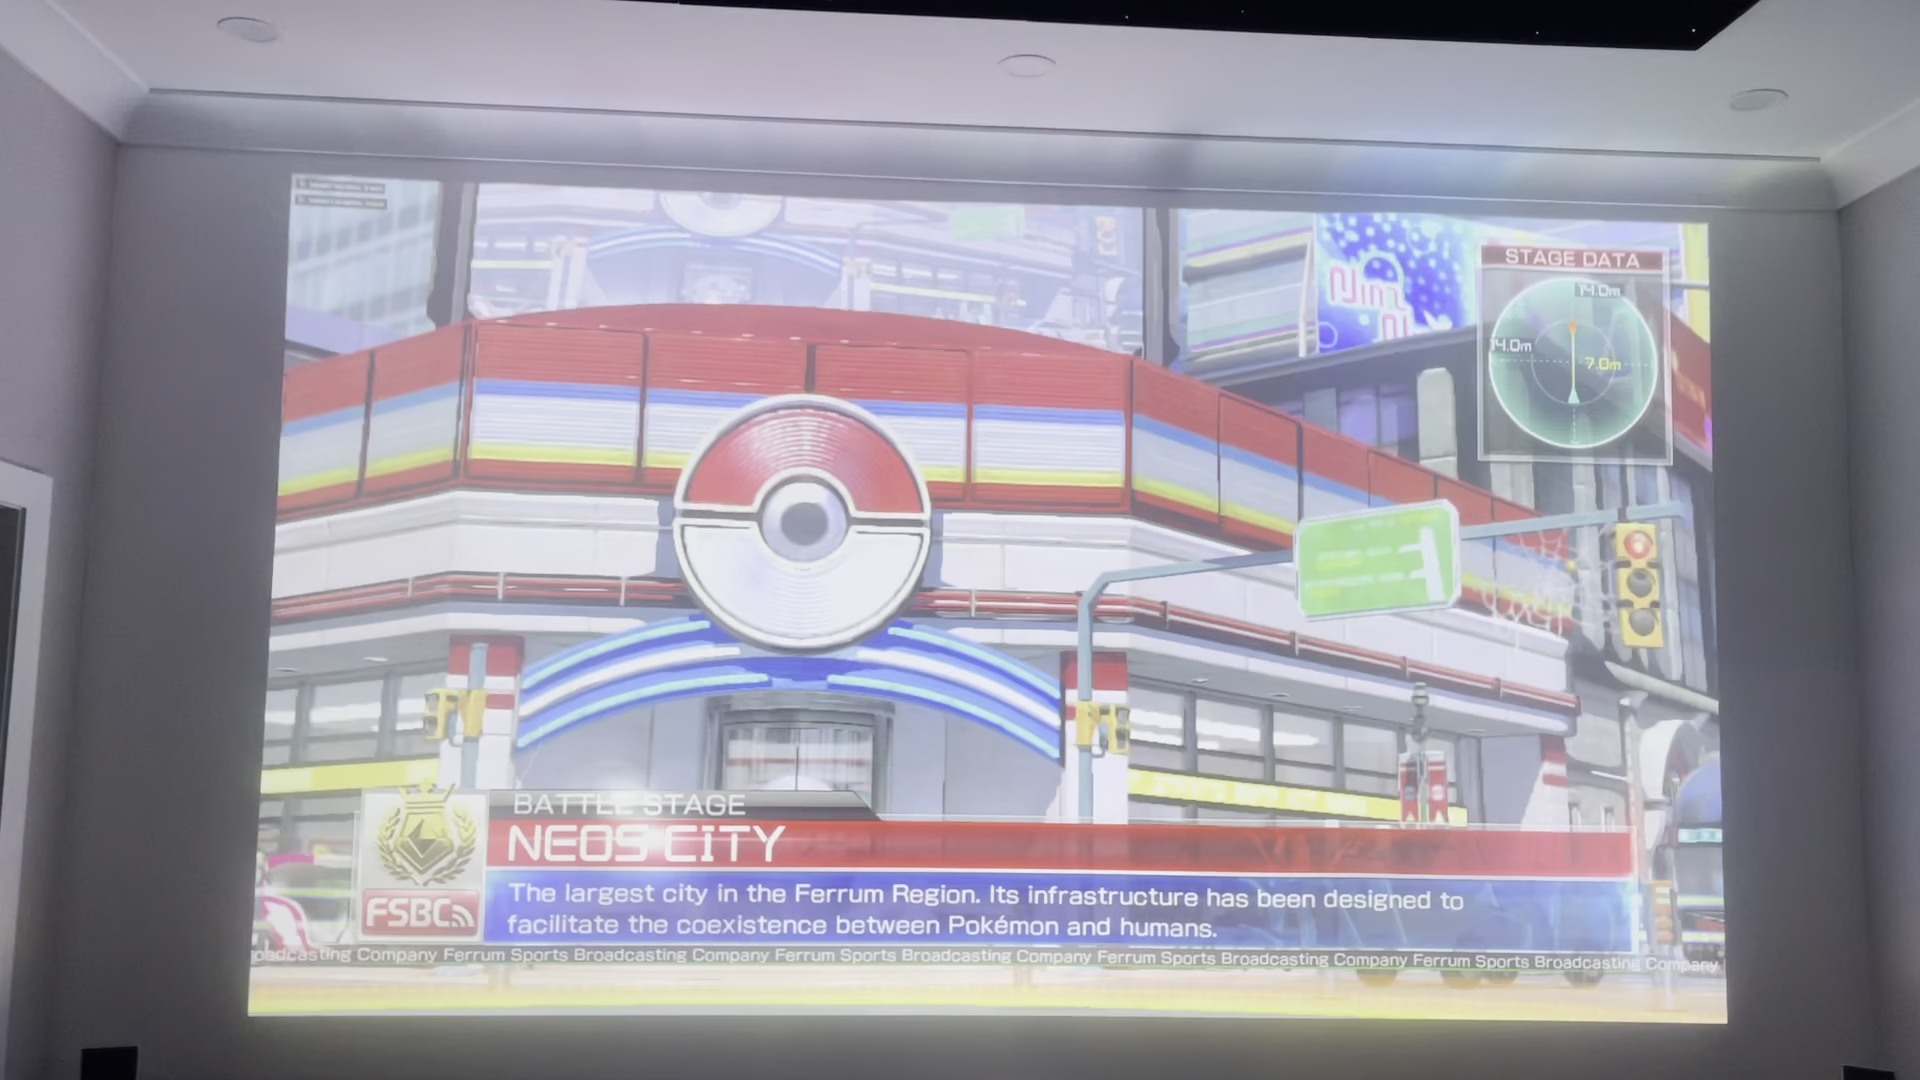 STAGE DATA
14.0m
14.0m
7.0m
BATTLE STAGE
NEOS CITY
The largest city in the Ferrum Region. Its infrastructure has been designed to
facilitate the coexistence between Pokémon and humans.
FSBC
oadcasting Company Ferrum Sports Broadcasting Company Ferrum Sports Broadcasting Company Ferrum Sports Broadcasting Company Ferrum Sports Broadcasting Company